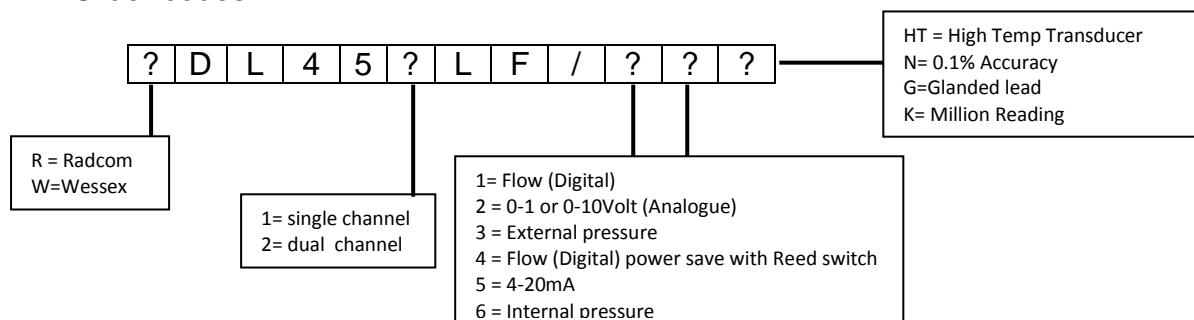 ? D L 4 5 ? L F / ? ? ?
HT = High Temp Transducer
N= 0.1% Accuracy
G=Glanded lead
K= Million Reading
R = Radcom
W=Wessex
1= single channel
2= dual channel
1= Flow (Digital)
2 = 0-1 or 0-10Volt (Analogue)
3 = External pressure
4 = Flow (Digital) power save with Reed switch
5 = 4-20mA
6 = Internal pressure